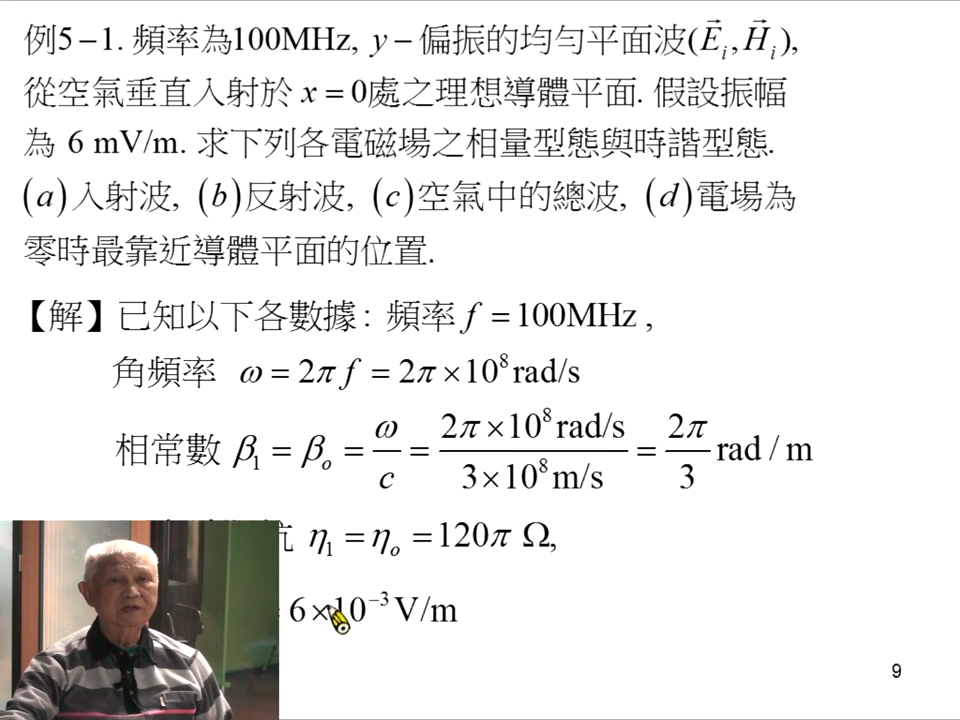 例5-1. 頻率為100MHz, y-偏振的均勻平面波(E⃗ᵢ, H⃗ᵢ),
從空氣垂直入射於 x = 0處之理想導體平面. 假設振幅
為 6 mV/m. 求下列各電磁場之相量型態與時諧型態.
(a)入射波, (b)反射波, (c)空氣中的總波, (d)電場為
零時最靠近導體平面的位置.
【解】已知以下各數據: 頻率 f = 100MHz ,
角頻率 ω = 2π f = 2π×10⁸ rad/s
相常數 β₁ = βₒ = ω/c = (2π×10⁸ rad/s)/(3×10⁸ m/s) = 2π/3 rad / m
抗 η₁ = ηₒ = 120π Ω,
6×10⁻³ V/m
9